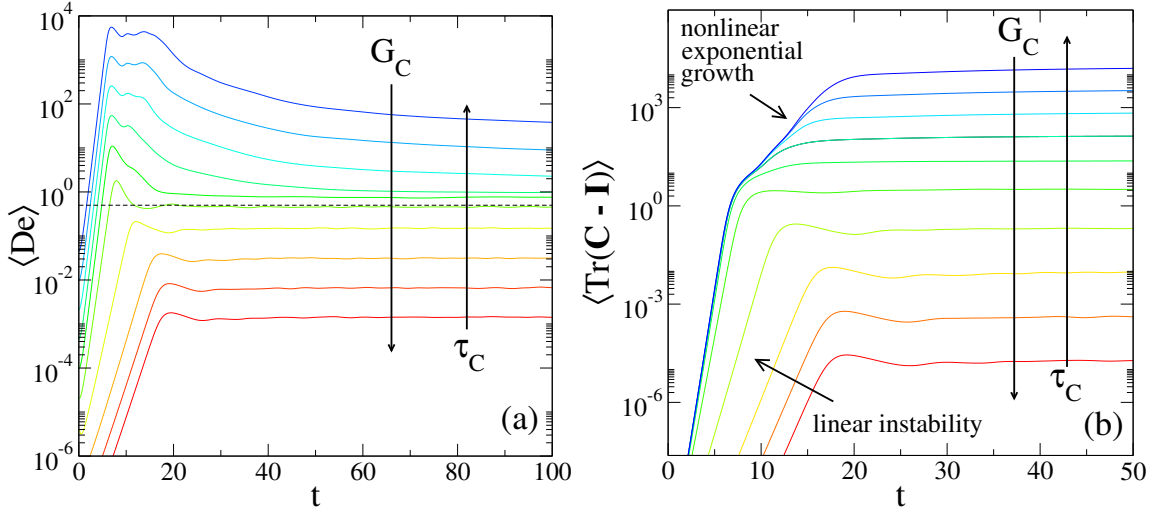 10^4
10^2
10^0
10^-2
10^-4
10^-6
⟨De⟩
G_C
τ_C
(a)
0 20 40 60 80 100
t
10^3
10^0
10^-3
10^-6
⟨Tr(C - I)⟩
nonlinear
exponential
growth
G_C
τ_C
linear instability
(b)
0 10 20 30 40 50
t